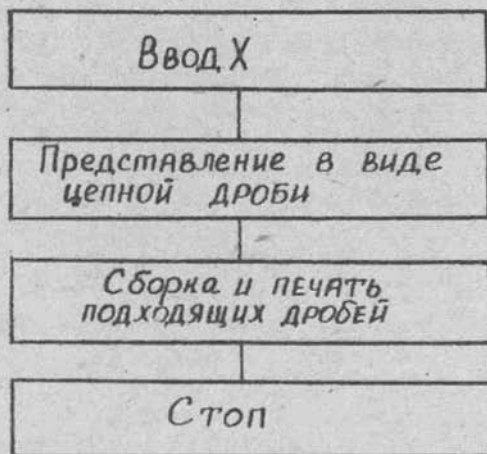 Ввод X
Представление в виде
цепной дроби
Сборка и печать
подходящих дробей
Стоп